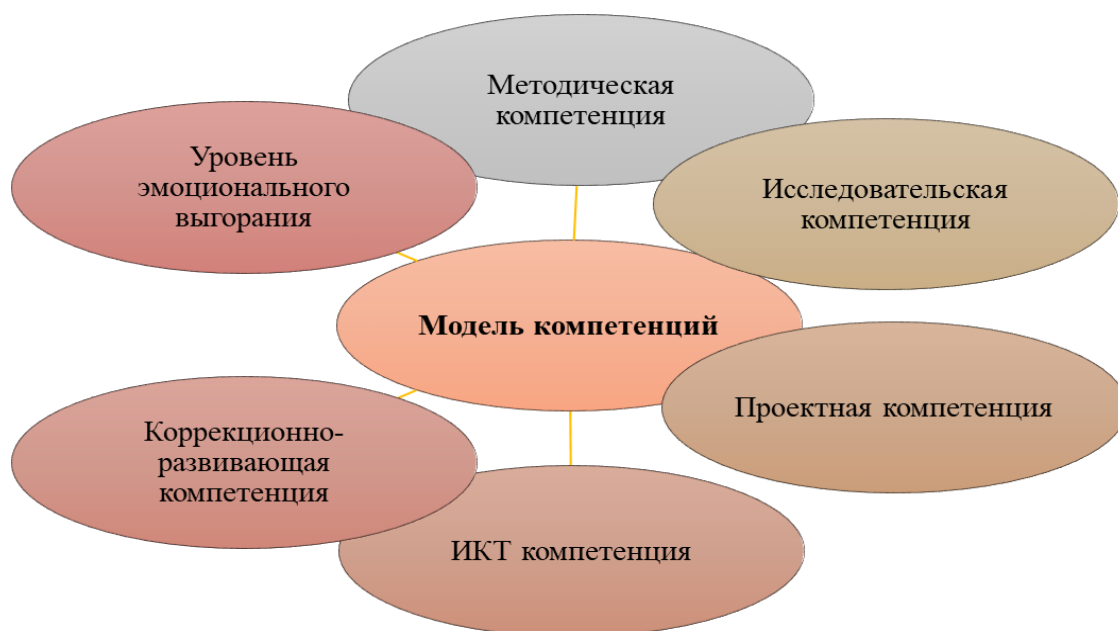 Методическая
компетенция
Уровень
эмоционального
выгорания
Исследовательская
компетенция
Модель компетенций
Проектная компетенция
Коррекционно-
развивающая
компетенция
ИКТ компетенция